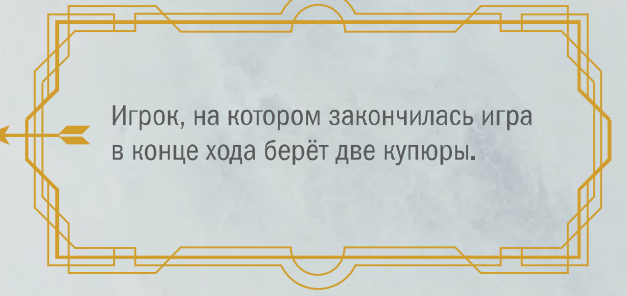 Игрок, на котором закончилась игра
в конце хода берёт две купюры.